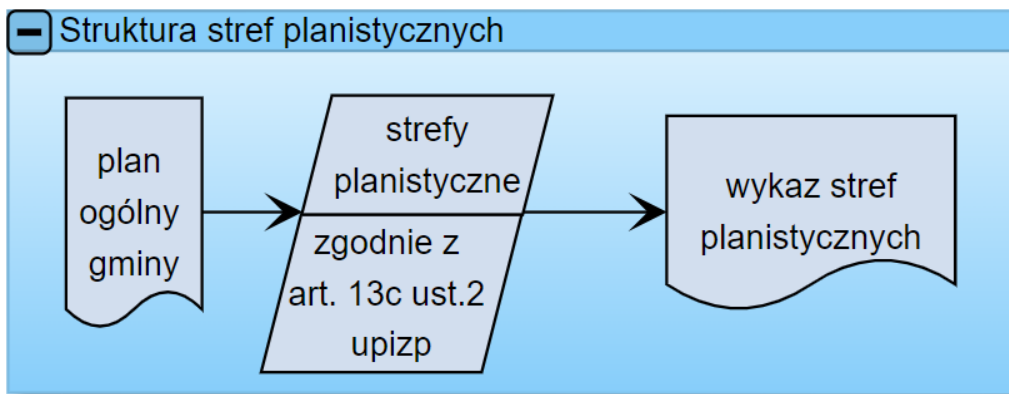 Struktura stref planistycznych
plan
ogólny
gminy
strefy
planistyczne
zgodnie z
art. 13c ust.2
upizp
wykaz stref
planistycznych